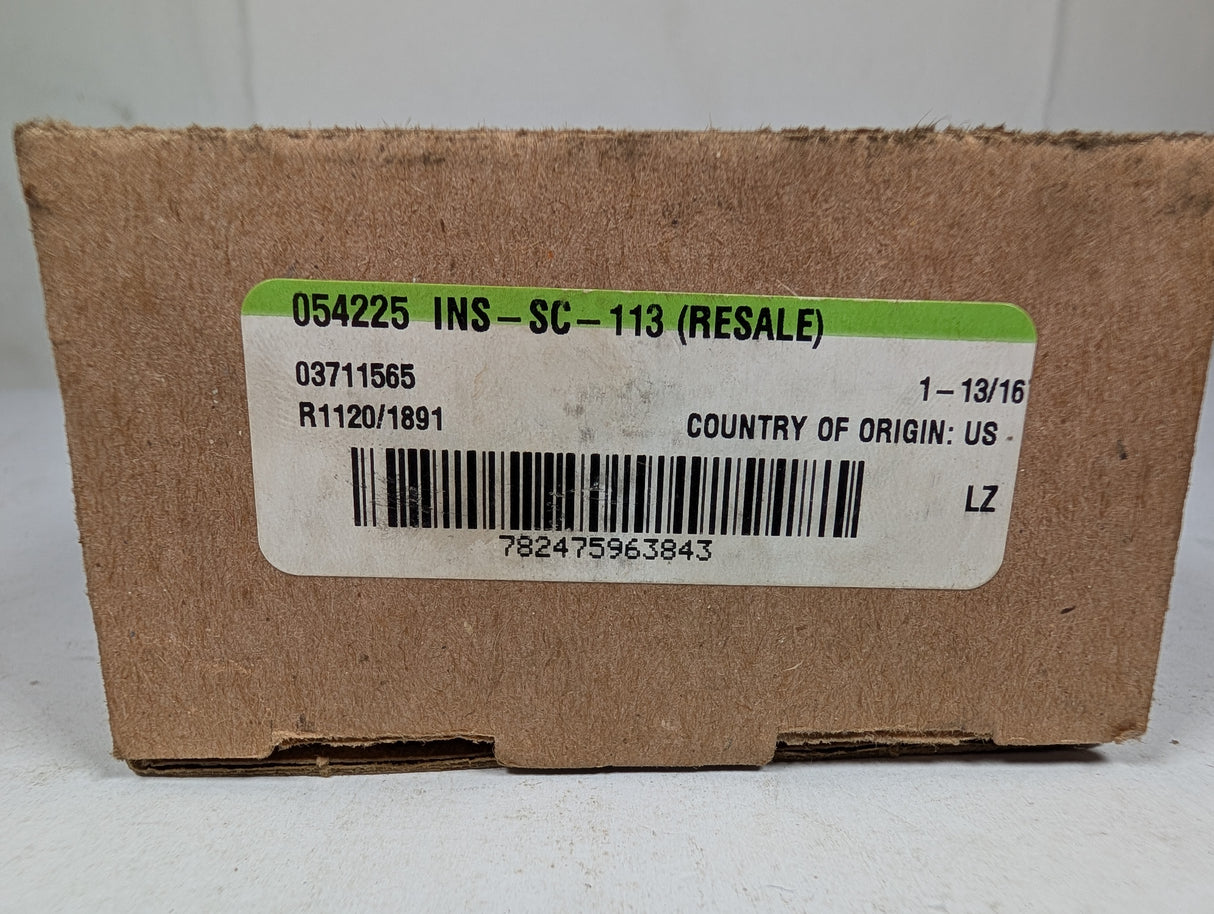 054225 INS-SC-113 (RESALE)
03711565
1-13/16
R1120/1891
COUNTRY OF ORIGIN: US
LZ
782475963843